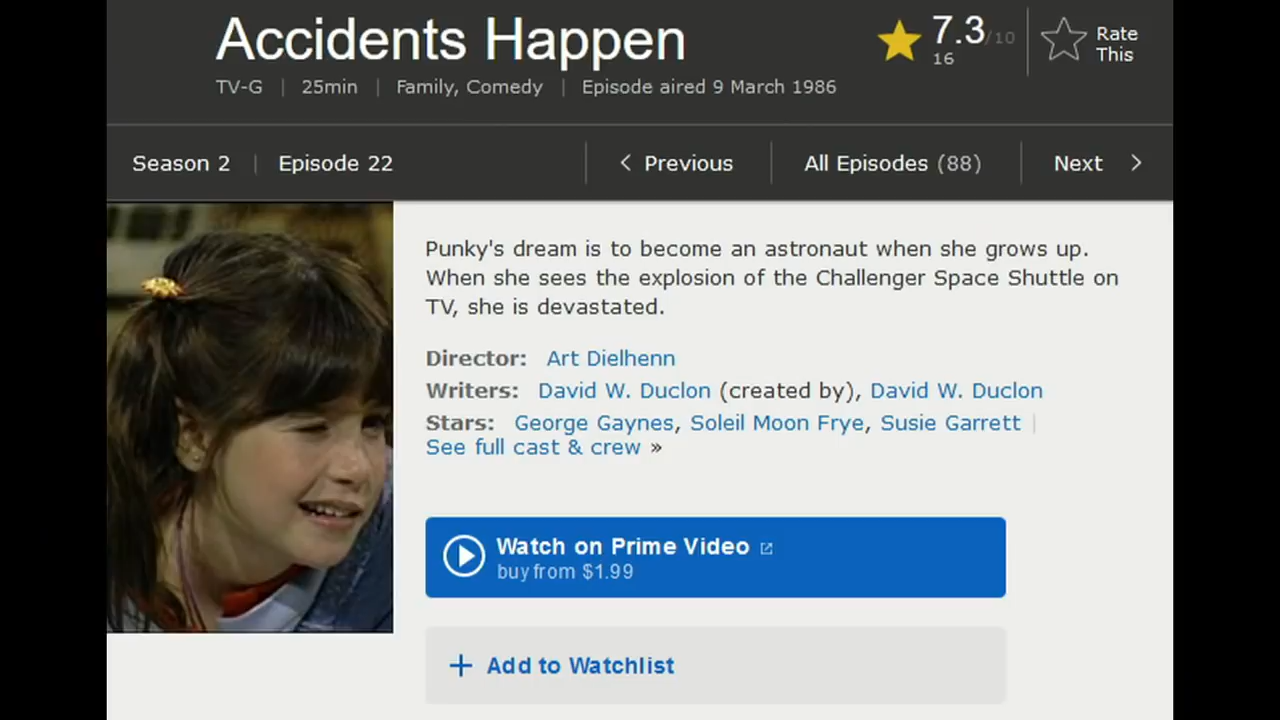 Accidents Happen
7.3/10
16
Rate
This
TV-G | 25min | Family, Comedy | Episode aired 9 March 1986
Season 2 | Episode 22
Previous
All Episodes (88)
Next
Punky's dream is to become an astronaut when she grows up.
When she sees the explosion of the Challenger Space Shuttle on
TV, she is devastated.
Director: Art Dielhenn
Writers: David W. Duclon (created by), David W. Duclon
Stars: George Gaynes, Soleil Moon Frye, Susie Garrett |
See full cast & crew »
Watch on Prime Video
buy from $1.99
+ Add to Watchlist